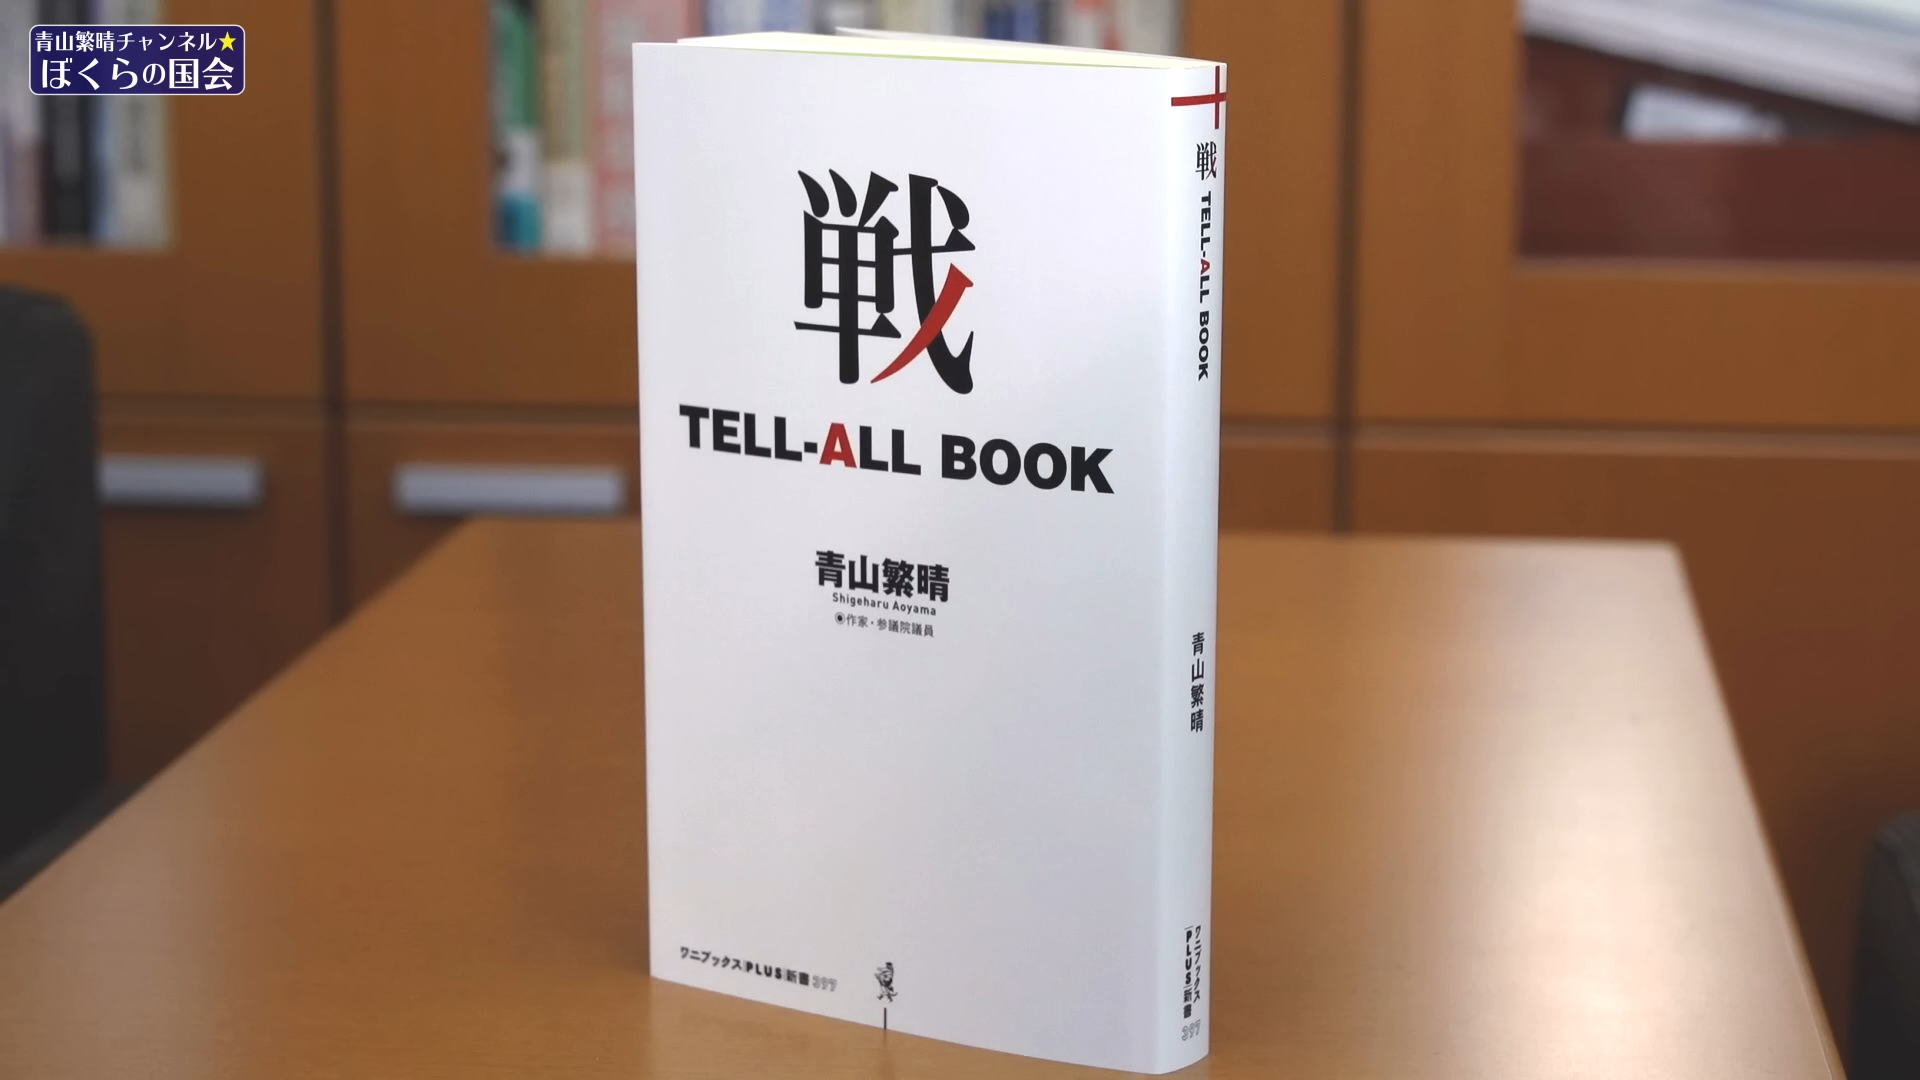 青山繁晴チャンネル★
ぼくらの国会
戦
TELL-ALL BOOK
青山繁晴
Shigeharu Aoyama
◉作家・参議院議員
ワニブックス|PLUS|新書 397
戦 TELL-ALL BOOK
青山繁晴
ワニブックス|PLUS|新書
397